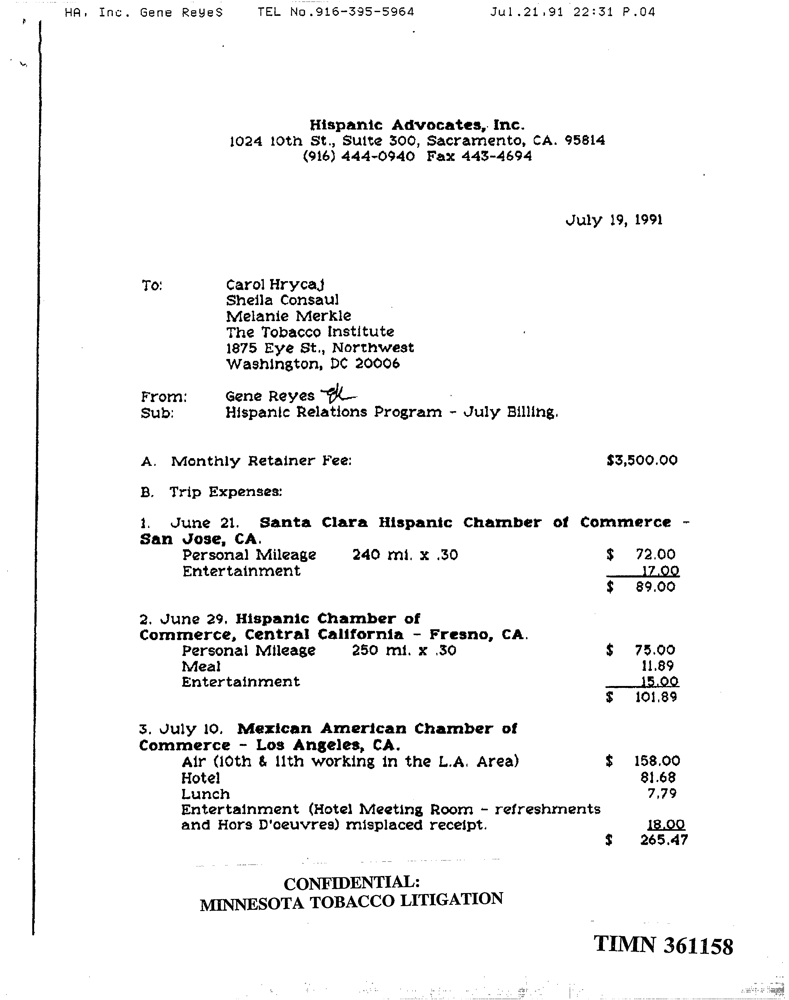 HA, Inc. Gene Reyes TEL No.916-395-5964 Jul.21,91 22:31 P.04
Hispanic Advocates, Inc.
1024 10th St., Suite 300, Sacramento, CA. 95814
(916) 444-0940 Fax 443-4694
July 19, 1991
To: Carol Hrycaj
Sheila Consaul
Melanie Merkle
The Tobacco Institute
1875 Eye St., Northwest
Washington, DC 20006
From: Gene Reyes
Sub: Hispanic Relations Program - July Billing.
A. Monthly Retainer Fee: $3,500.00
B. Trip Expenses:
1. June 21. Santa Clara Hispanic Chamber of Commerce -
San Jose, CA.
Personal Mileage 240 mi. x .30 $ 72.00
Entertainment 17.00
$ 89.00
2. June 29. Hispanic Chamber of
Commerce, Central California - Fresno, CA.
Personal Mileage 250 mi. x .30 $ 75.00
Meal 11.89
Entertainment 15.00
$ 101.89
3. July 10. Mexican American Chamber of
Commerce - Los Angeles, CA.
Air (10th & 11th working in the L.A. Area) $ 158.00
Hotel 81.68
Lunch 7.79
Entertainment (Hotel Meeting Room - refreshments
and Hors D'oeuvres) misplaced receipt. 18.00
$ 265.47
CONFIDENTIAL:
MINNESOTA TOBACCO LITIGATION
TIMN 361158